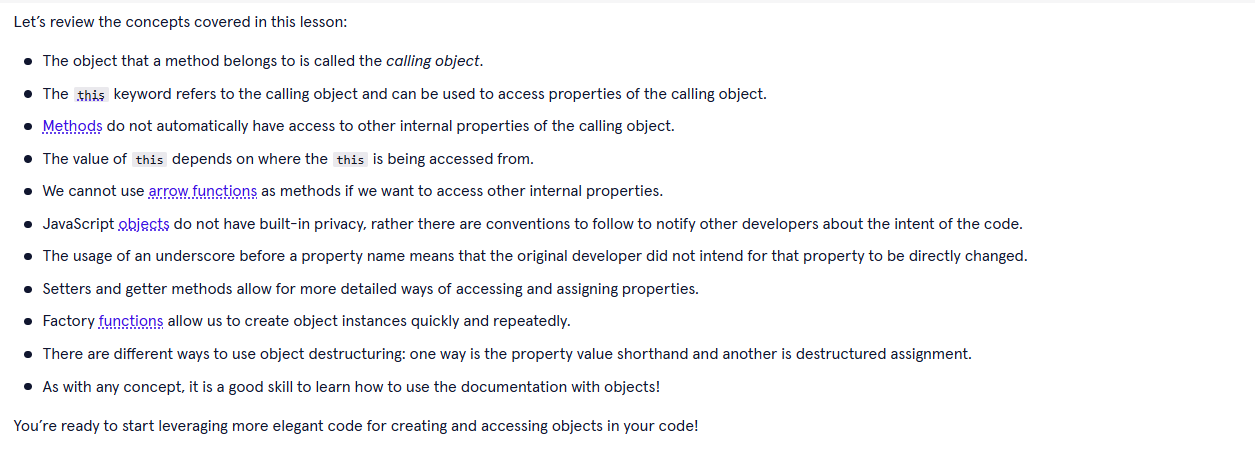 Let's review the concepts covered in this lesson:
● The object that a method belongs to is called the calling object.
● The this keyword refers to the calling object and can be used to access properties of the calling object.
● Methods do not automatically have access to other internal properties of the calling object.
● The value of this depends on where the this is being accessed from.
● We cannot use arrow functions as methods if we want to access other internal properties.
● JavaScript objects do not have built-in privacy, rather there are conventions to follow to notify other developers about the intent of the code.
● The usage of an underscore before a property name means that the original developer did not intend for that property to be directly changed.
● Setters and getter methods allow for more detailed ways of accessing and assigning properties.
● Factory functions allow us to create object instances quickly and repeatedly.
● There are different ways to use object destructuring: one way is the property value shorthand and another is destructured assignment.
● As with any concept, it is a good skill to learn how to use the documentation with objects!
You're ready to start leveraging more elegant code for creating and accessing objects in your code!